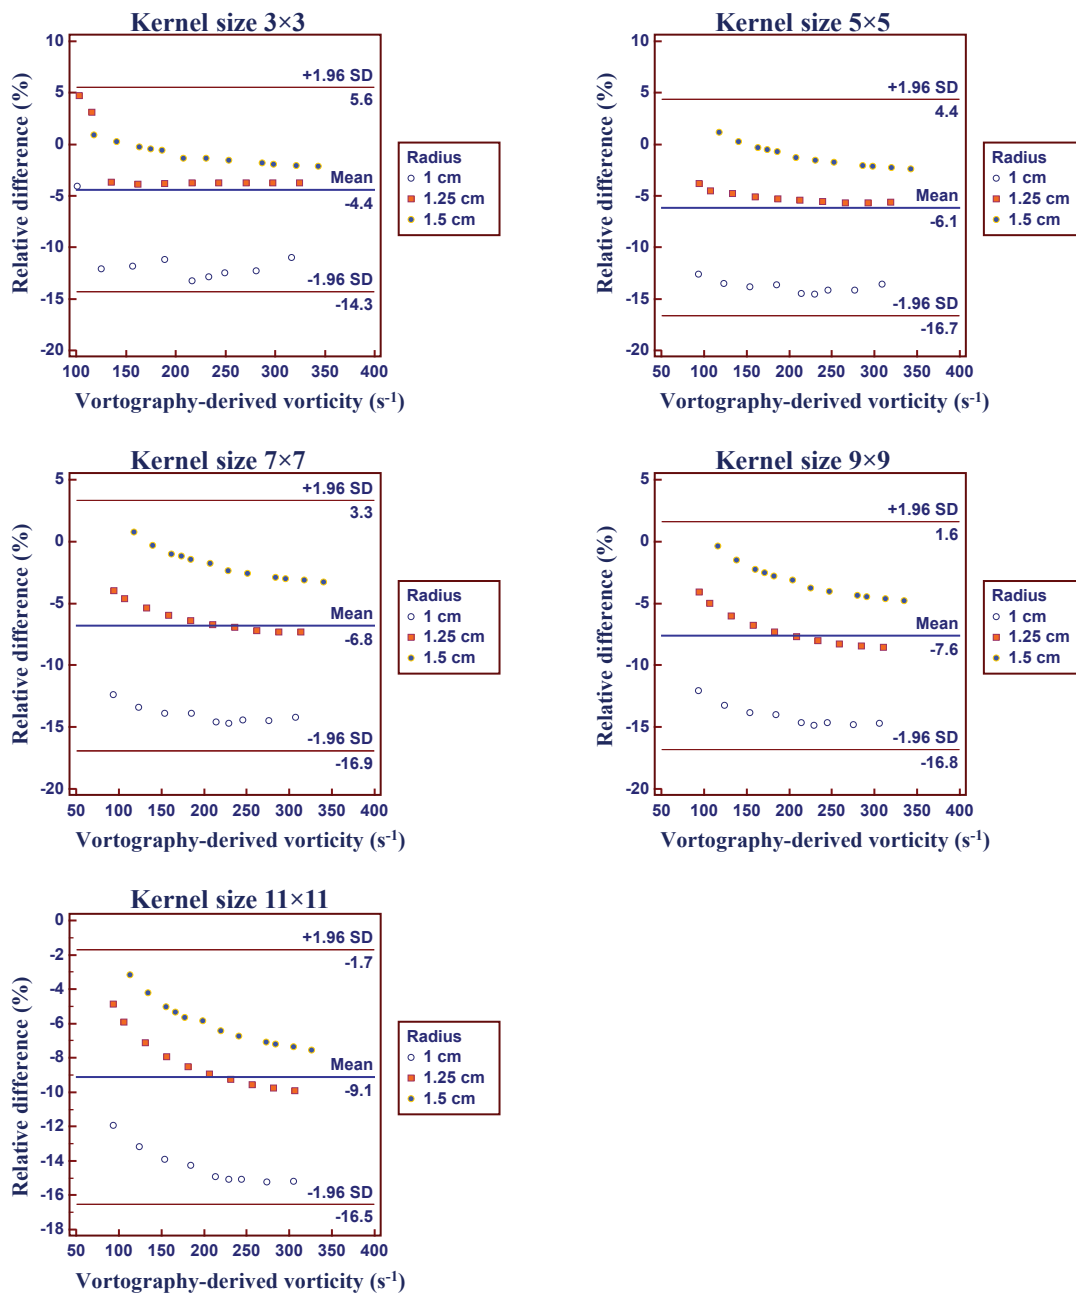 Kernel size 3×3
Relative difference (%)
10
5
0
-5
-10
-15
-20
+1.96 SD
5.6
Mean
-4.4
-1.96 SD
-14.3
100 150 200 250 300 350 400
Vortography-derived vorticity (s-1)
Radius
1 cm
1.25 cm
1.5 cm
Kernel size 5×5
Relative difference (%)
10
5
0
-5
-10
-15
-20
+1.96 SD
4.4
Mean
-6.1
-1.96 SD
-16.7
50 100 150 200 250 300 350 400
Vortography-derived vorticity (s-1)
Radius
1 cm
1.25 cm
1.5 cm
Kernel size 7×7
Relative difference (%)
5
0
-5
-10
-15
-20
+1.96 SD
3.3
Mean
-6.8
-1.96 SD
-16.9
50 100 150 200 250 300 350 400
Vortography-derived vorticity (s-1)
Radius
1 cm
1.25 cm
1.5 cm
Kernel size 9×9
Relative difference (%)
5
0
-5
-10
-15
-20
+1.96 SD
1.6
Mean
-7.6
-1.96 SD
-16.8
50 100 150 200 250 300 350 400
Vortography-derived vorticity (s-1)
Radius
1 cm
1.25 cm
1.5 cm
Kernel size 11×11
Relative difference (%)
0
-2
-4
-6
-8
-10
-12
-14
-16
-18
+1.96 SD
-1.7
Mean
-9.1
-1.96 SD
-16.5
50 100 150 200 250 300 350 400
Vortography-derived vorticity (s-1)
Radius
1 cm
1.25 cm
1.5 cm